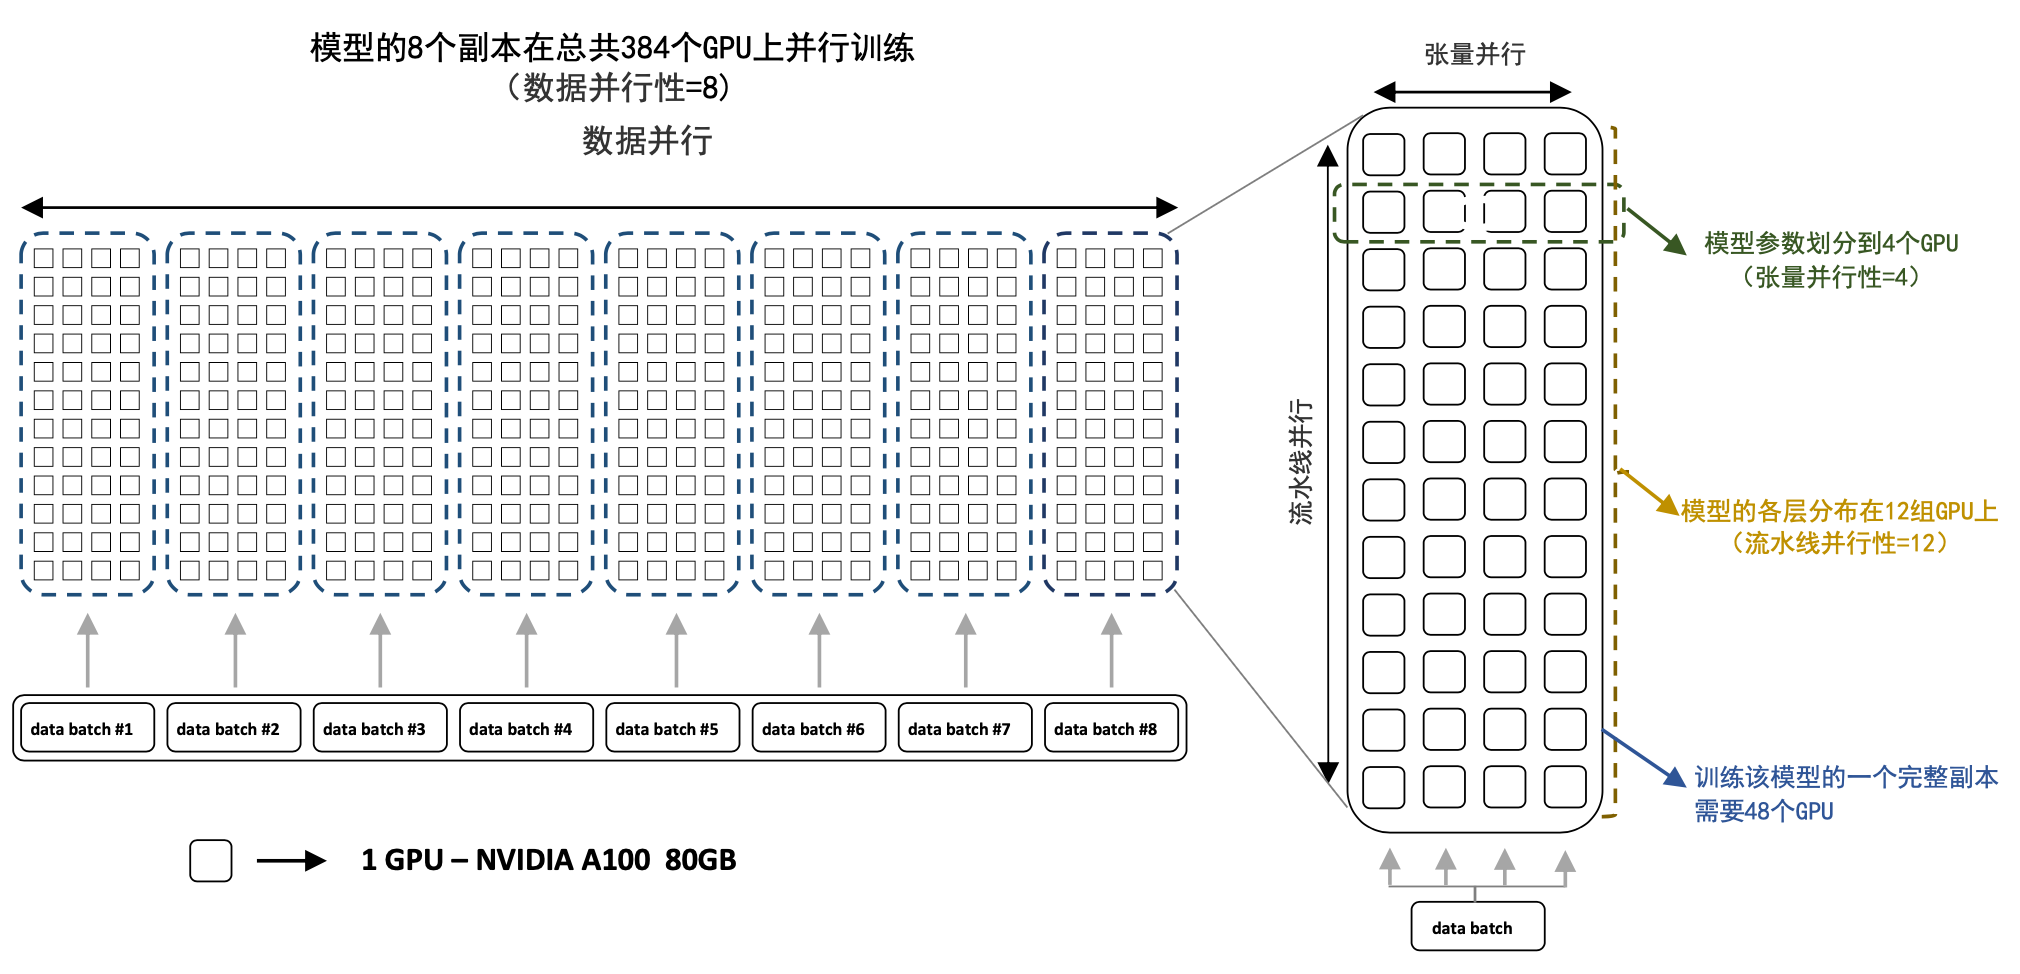 模型的8个副本在总共384个GPU上并行训练
（数据并行性=8)
数据并行
data batch #1
data batch #2
data batch #3
data batch #4
data batch #5
data batch #6
data batch #7
data batch #8
1 GPU – NVIDIA A100  80GB
张量并行
流水线并行
模型参数划分到4个GPU
（张量并行性=4）
模型的各层分布在12组GPU上
（流水线并行性=12）
训练该模型的一个完整副本
需要48个GPU
data batch